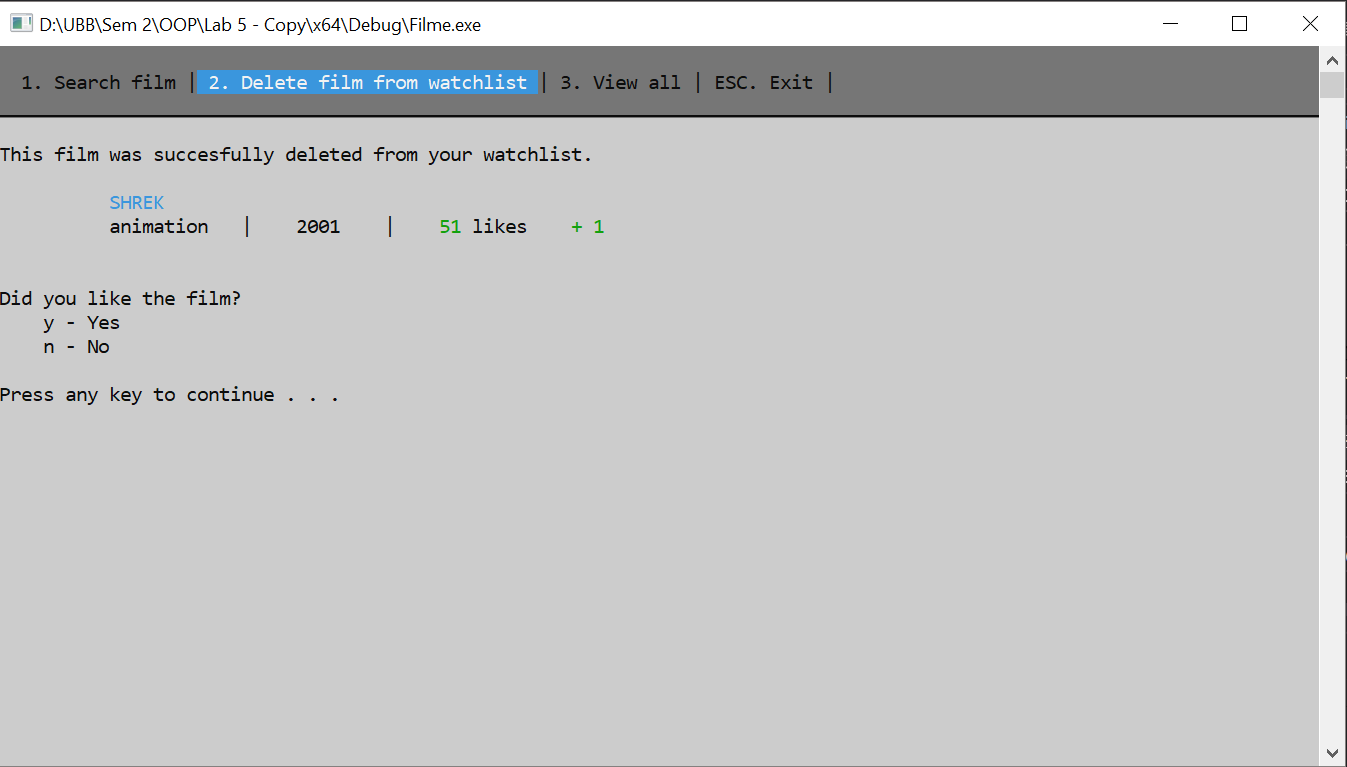 D:\UBB\Sem 2\OOP\Lab 5 - Copy\x64\Debug\Filme.exe
1. Search film | 2. Delete film from watchlist | 3. View all | ESC. Exit |
This film was succesfully deleted from your watchlist.
SHREK
animation | 2001 | 51 likes + 1
Did you like the film?
y - Yes
n - No
Press any key to continue . . .